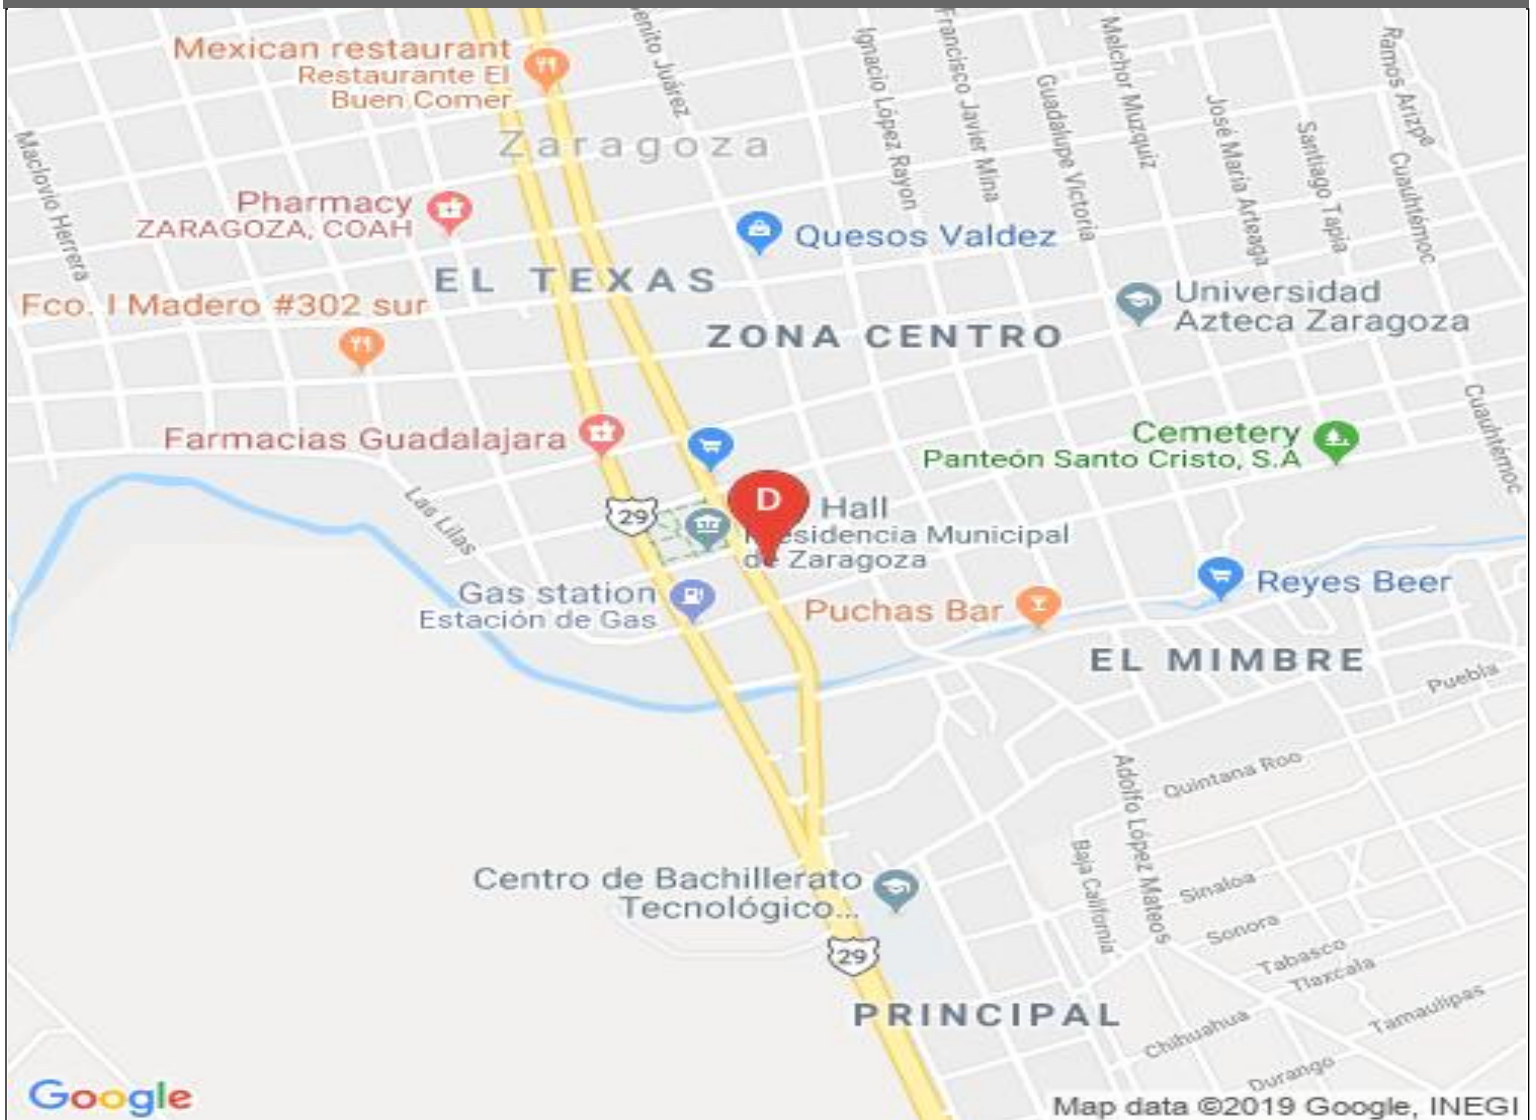 Mexican restaurant
Restaurante El
Buen Comer
Benito Juárez
Ignacio López Rayon
Francisco Javier Mina
Guadalupe Victoria
Melchor Muzquiz
José María Arteaga
Santiago Tapia
Ramos Arizpe
Cuauhtémoc
Maclovio Herrera
Zaragoza
Pharmacy
ZARAGOZA, COAH
Quesos Valdez
EL TEXAS
Fco. I Madero #302 sur
ZONA CENTRO
Universidad
Azteca Zaragoza
Farmacias Guadalajara
Cemetery
Panteón Santo Cristo, S.A
Cuauhtémoc
Las Lilas
29
D
Hall
Presidencia Municipal
de Zaragoza
Gas station
Estación de Gas
Puchas Bar
Reyes Beer
EL MIMBRE
Puebla
Quintana Roo
Adolfo López Mateos
Baja California
Sinaloa
Sonora
Tabasco
Tlaxcala
Tamaulipas
Chihuahua
Durango
Centro de Bachillerato
Tecnológico...
29
PRINCIPAL
Google
Map data ©2019 Google, INEGI